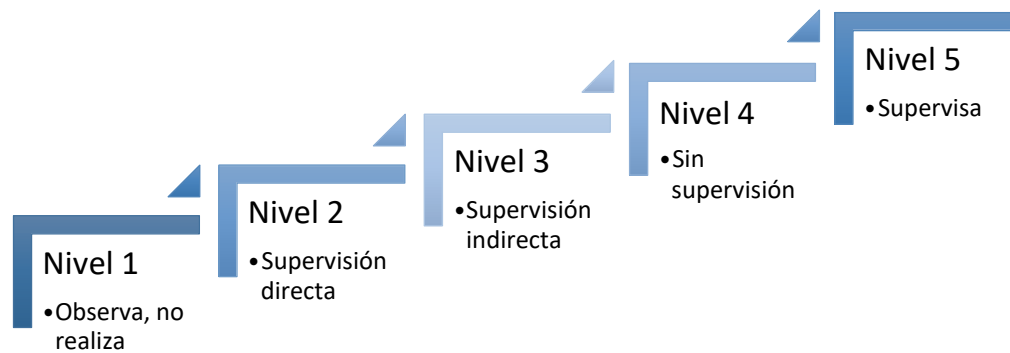 Nivel 1
•Observa, no
realiza
Nivel 2
•Supervisión
directa
Nivel 3
•Supervisión
indirecta
Nivel 4
•Sin
supervisión
Nivel 5
•Supervisa